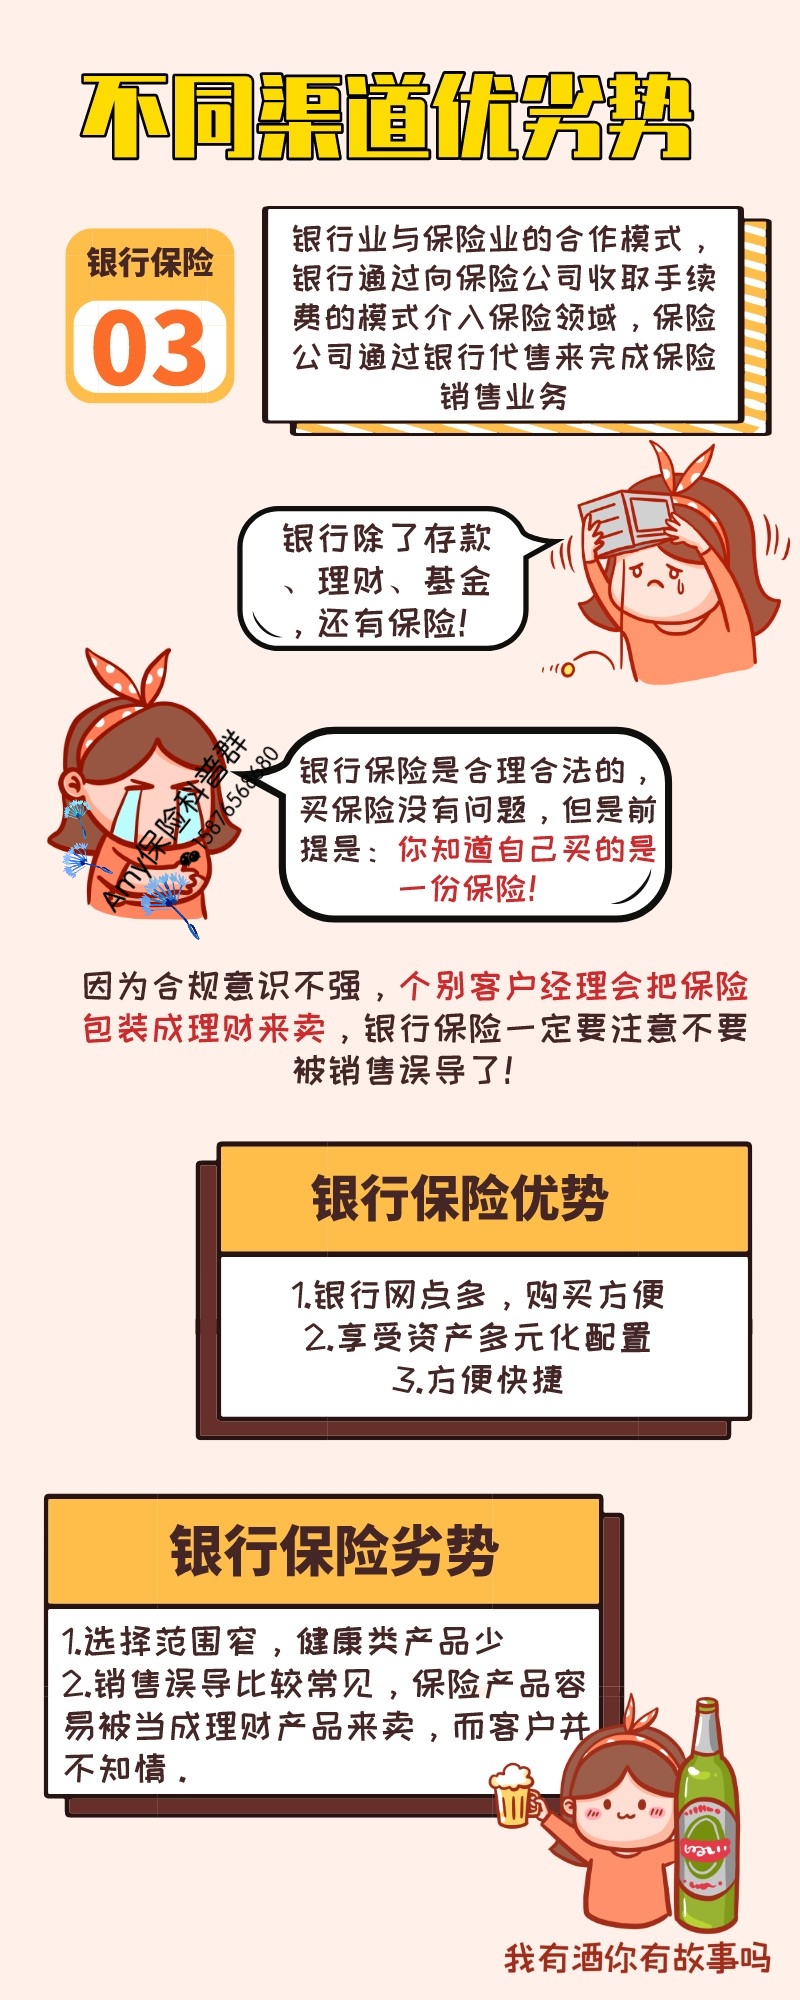 不同渠道优劣势
银行保险
03
银行业与保险业的合作模式，
银行通过向保险公司收取手续
费的模式介入保险领域，保险
公司通过银行代售来完成保险
销售业务
银行除了存款
、理财、基金
，还有保险！
银行保险是合理合法的，
买保险没有问题，但是前
提是：你知道自己买的是
一份保险！
Amy保险科普群
因为合规意识不强，个别客户经理会把保险
包装成理财来卖，银行保险一定要注意不要
被销售误导了！
银行保险优势
1.银行网点多，购买方便
2.享受资产多元化配置
3.方便快捷
银行保险劣势
1.选择范围窄，健康类产品少
2.销售误导比较常见，保险产品容
易被当成理财产品来卖，而客户并
不知情．
我有酒你有故事吗